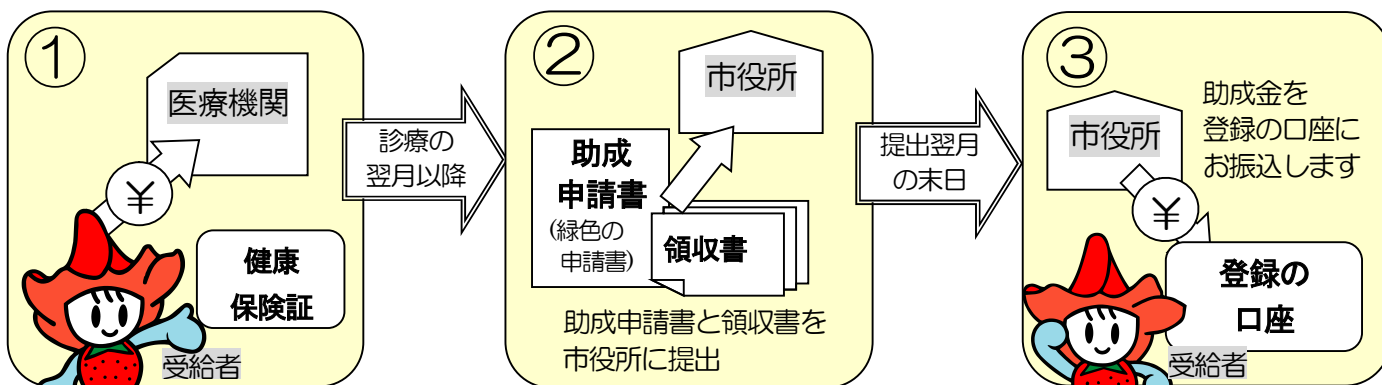 ①
医療機関
¥
健康
保険証
受給者
診療の
翌月以降
②
市役所
助成
申請書
(緑色の
申請書)
領収書
助成申請書と領収書を
市役所に提出
提出翌月
の末日
③
市役所
助成金を
登録の口座に
お振込します
¥
登録の
口座
受給者